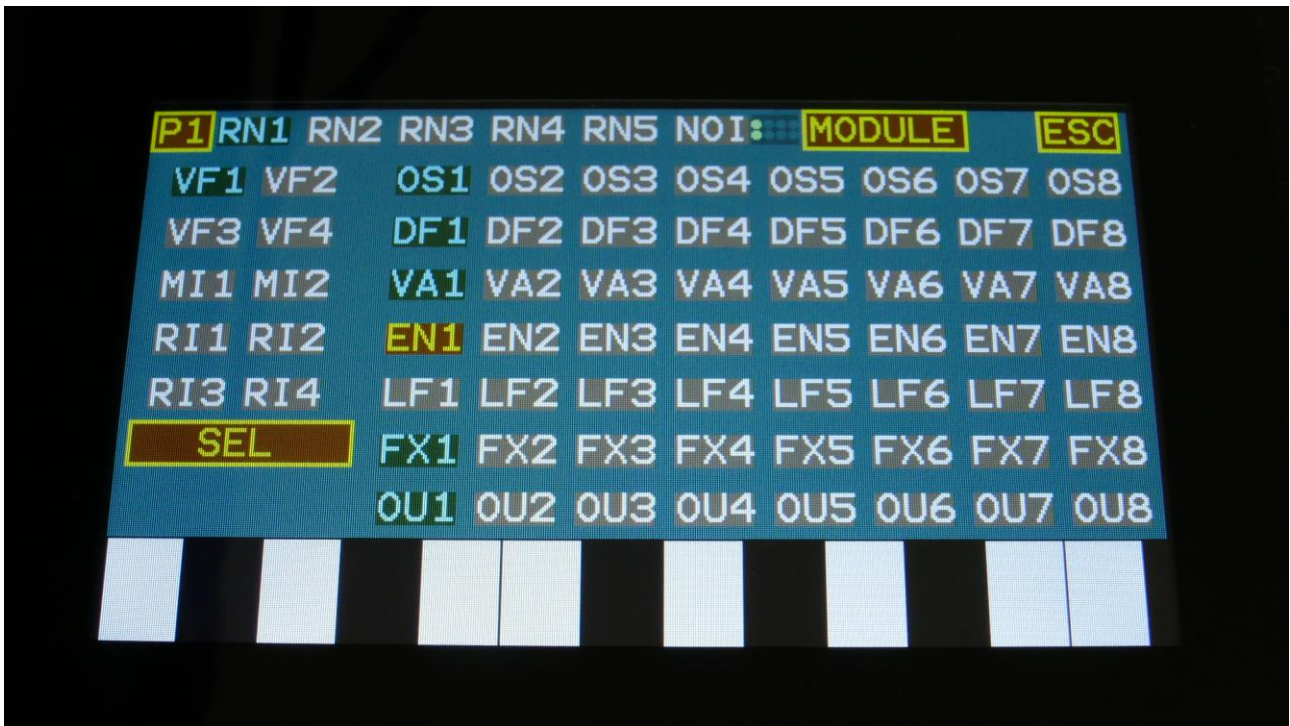 P1 RN1 RN2 RN3 RN4 RN5 NOI MODULE ESC
VF1 VF2 OS1 OS2 OS3 OS4 OS5 OS6 OS7 OS8
VF3 VF4 DF1 DF2 DF3 DF4 DF5 DF6 DF7 DF8
MI1 MI2 VA1 VA2 VA3 VA4 VA5 VA6 VA7 VA8
RI1 RI2 EN1 EN2 EN3 EN4 EN5 EN6 EN7 EN8
RI3 RI4 LF1 LF2 LF3 LF4 LF5 LF6 LF7 LF8
SEL FX1 FX2 FX3 FX4 FX5 FX6 FX7 FX8
OU1 OU2 OU3 OU4 OU5 OU6 OU7 OU8